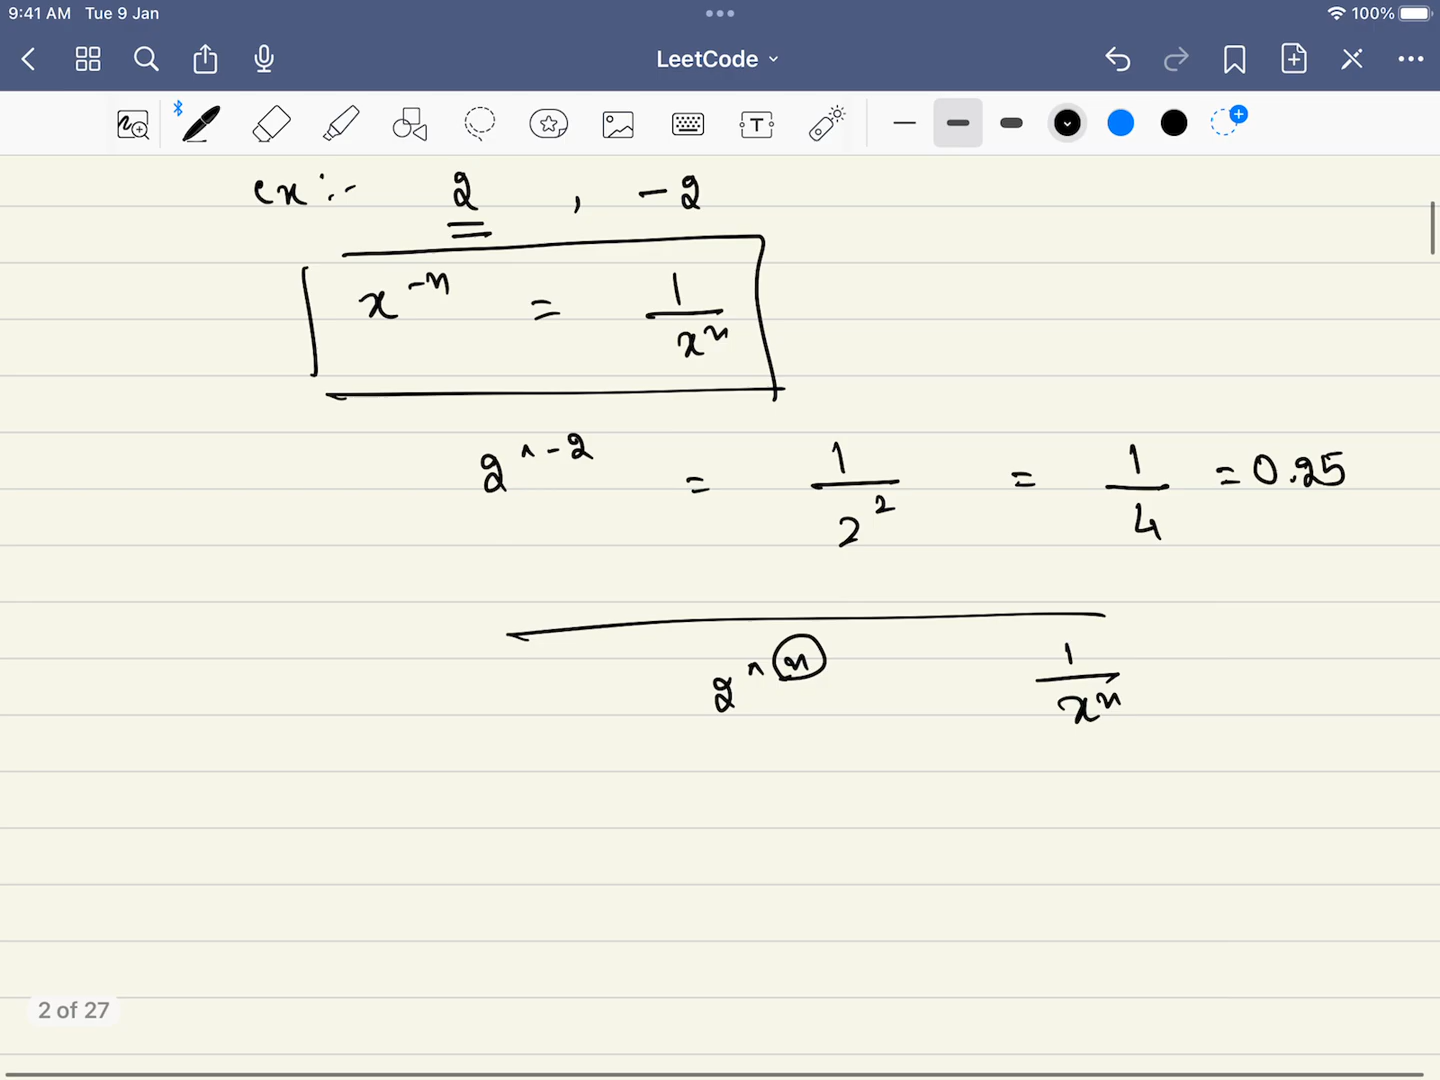 9:41 AM Tue 9 Jan 100%
LeetCode
T
ex :- 2 , -2
x^-n = 1/x^n
2^-2 = 1/2^2 = 1/4 = 0.25
2^n 1/x^n
2 of 27